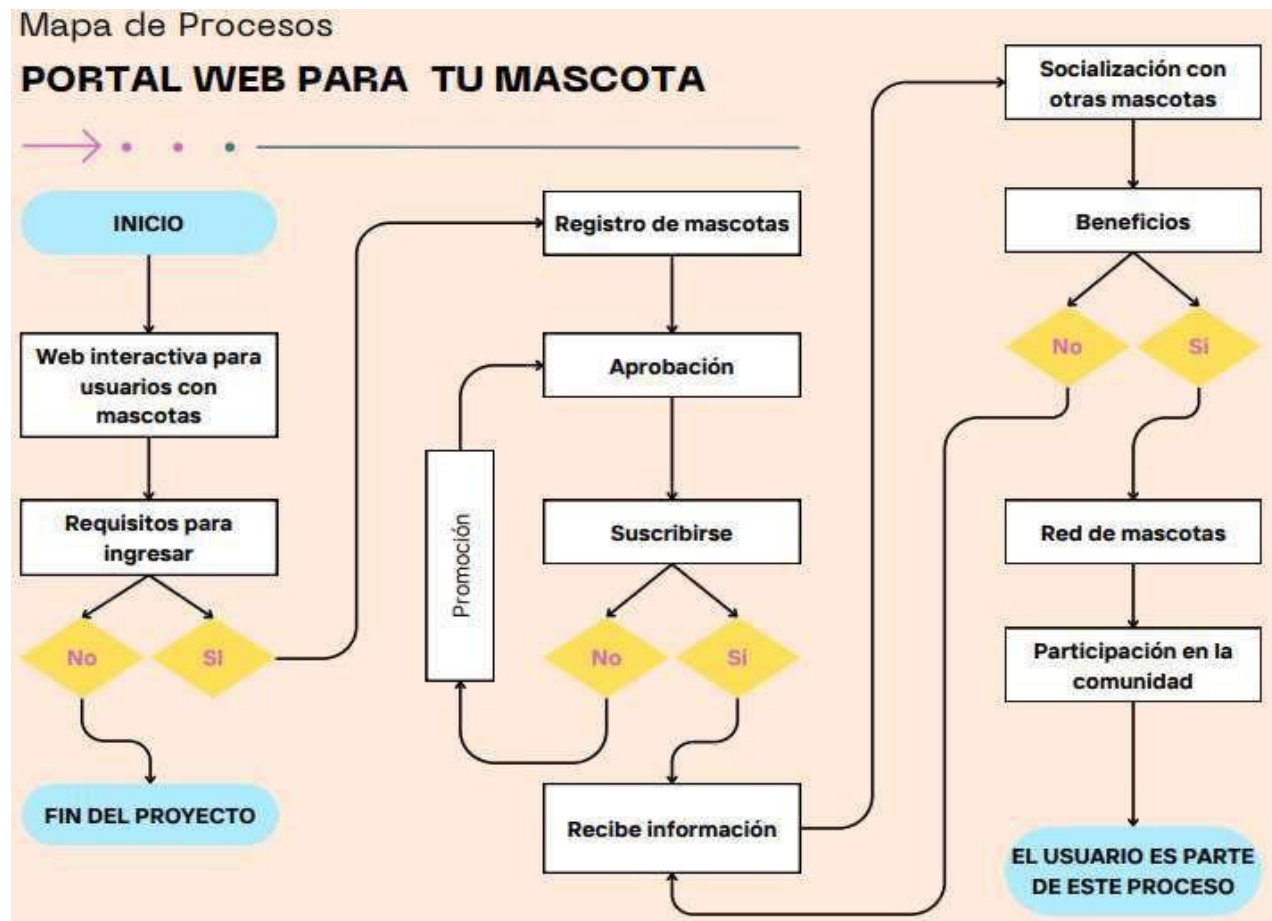 Mapa de Procesos
PORTAL WEB PARA TU MASCOTA
INICIO
Web interactiva para
usuarios con
mascotas
Requisitos para
ingresar
No
Si
FIN DEL PROYECTO
Registro de mascotas
Aprobación
Promoción
Suscribirse
No
Sí
Recibe información
Socialización con
otras mascotas
Beneficios
No
Si
Red de mascotas
Participación en la
comunidad
EL USUARIO ES PARTE
DE ESTE PROCESO